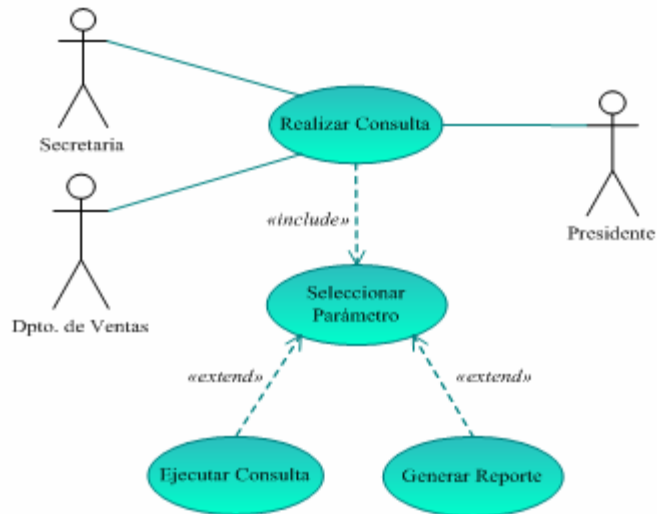 Realizar Consulta
Secretaria
Presidente
«include»
Seleccionar
Parámetro
Dpto. de Ventas
«extend»
«extend»
Ejecutar Consulta
Generar Reporte